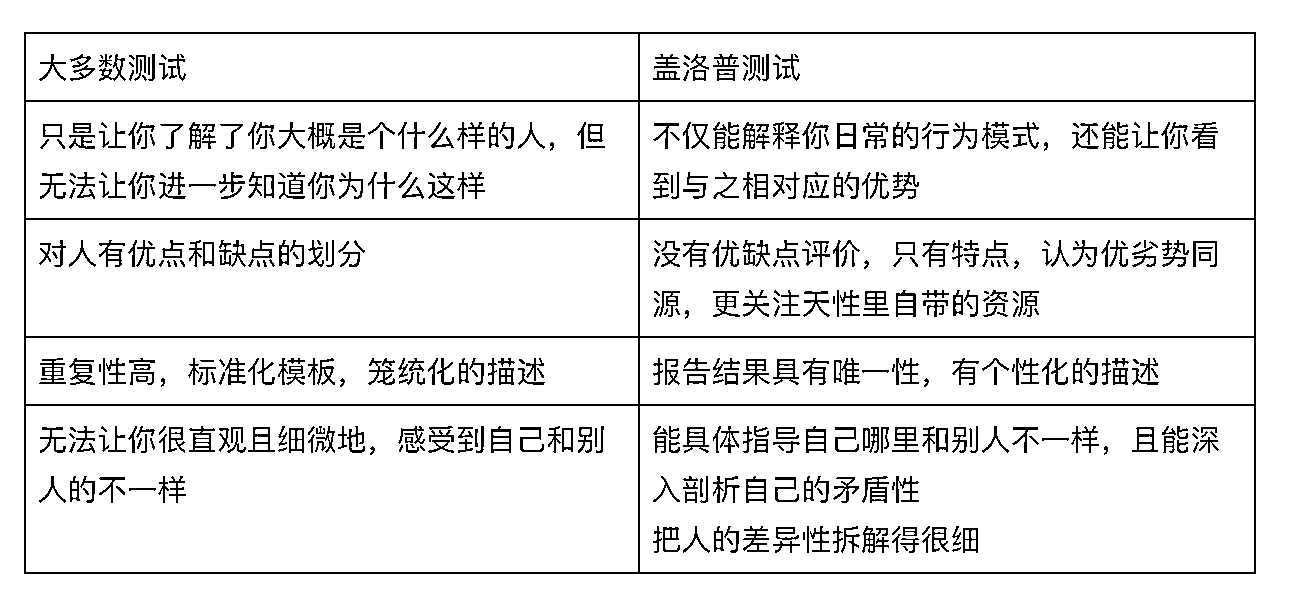 大多数测试
盖洛普测试
只是让你了解了你大概是个什么样的人，但
无法让你进一步知道你为什么这样
不仅能解释你日常的行为模式，还能让你看
到与之相对应的优势
对人有优点和缺点的划分
没有优缺点评价，只有特点，认为优劣势同
源，更关注天性里自带的资源
重复性高，标准化模板，笼统化的描述
报告结果具有唯一性，有个性化的描述
无法让你很直观且细微地，感受到自己和别
人的不一样
能具体指导自己哪里和别人不一样，且能深
入剖析自己的矛盾性
把人的差异性拆解得很细